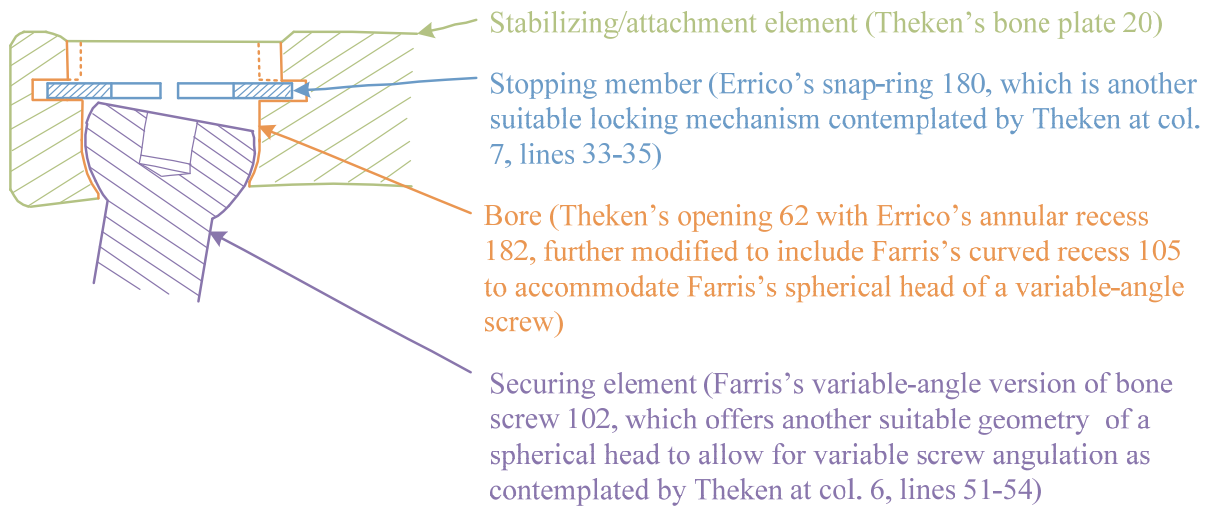 Stabilizing/attachment element (Theken’s bone plate 20)
Stopping member (Errico’s snap-ring 180, which is another
suitable locking mechanism contemplated by Theken at col.
7, lines 33-35)
Bore (Theken’s opening 62 with Errico’s annular recess
182, further modified to include Farris’s curved recess 105
to accommodate Farris’s spherical head of a variable-angle
screw)
Securing element (Farris’s variable-angle version of bone
screw 102, which offers another suitable geometry of a
spherical head to allow for variable screw angulation as
contemplated by Theken at col. 6, lines 51-54)